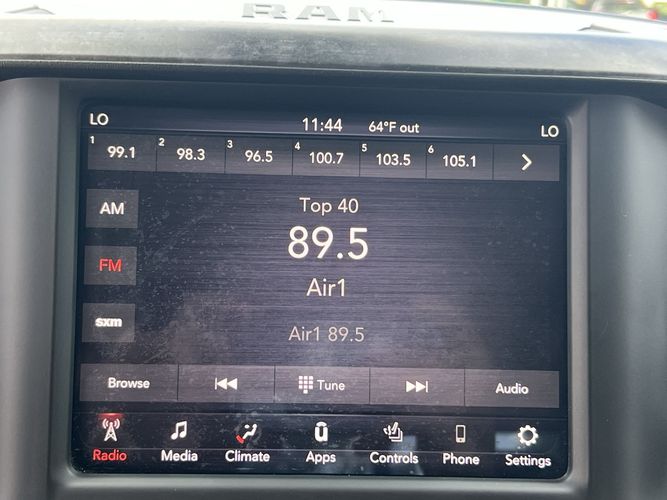 RAM
LO 11:44 64°F out LO
1 99.1 2 98.3 3 96.5 4 100.7 5 103.5 6 105.1
AM
FM
sxm
Top 40
89.5
Air1
Air1 89.5
Browse Tune Audio
Radio Media Climate Apps Controls Phone Settings